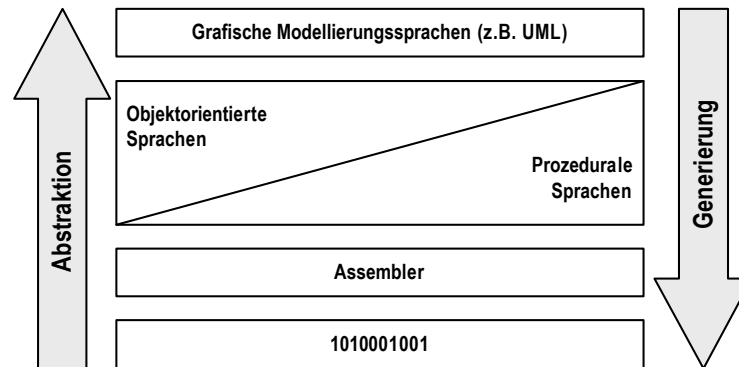 Grafische Modellierungssprachen (z.B. UML)
Objektorientierte
Sprachen
Prozedurale
Sprachen
Assembler
1010001001
Abstraktion
Generierung